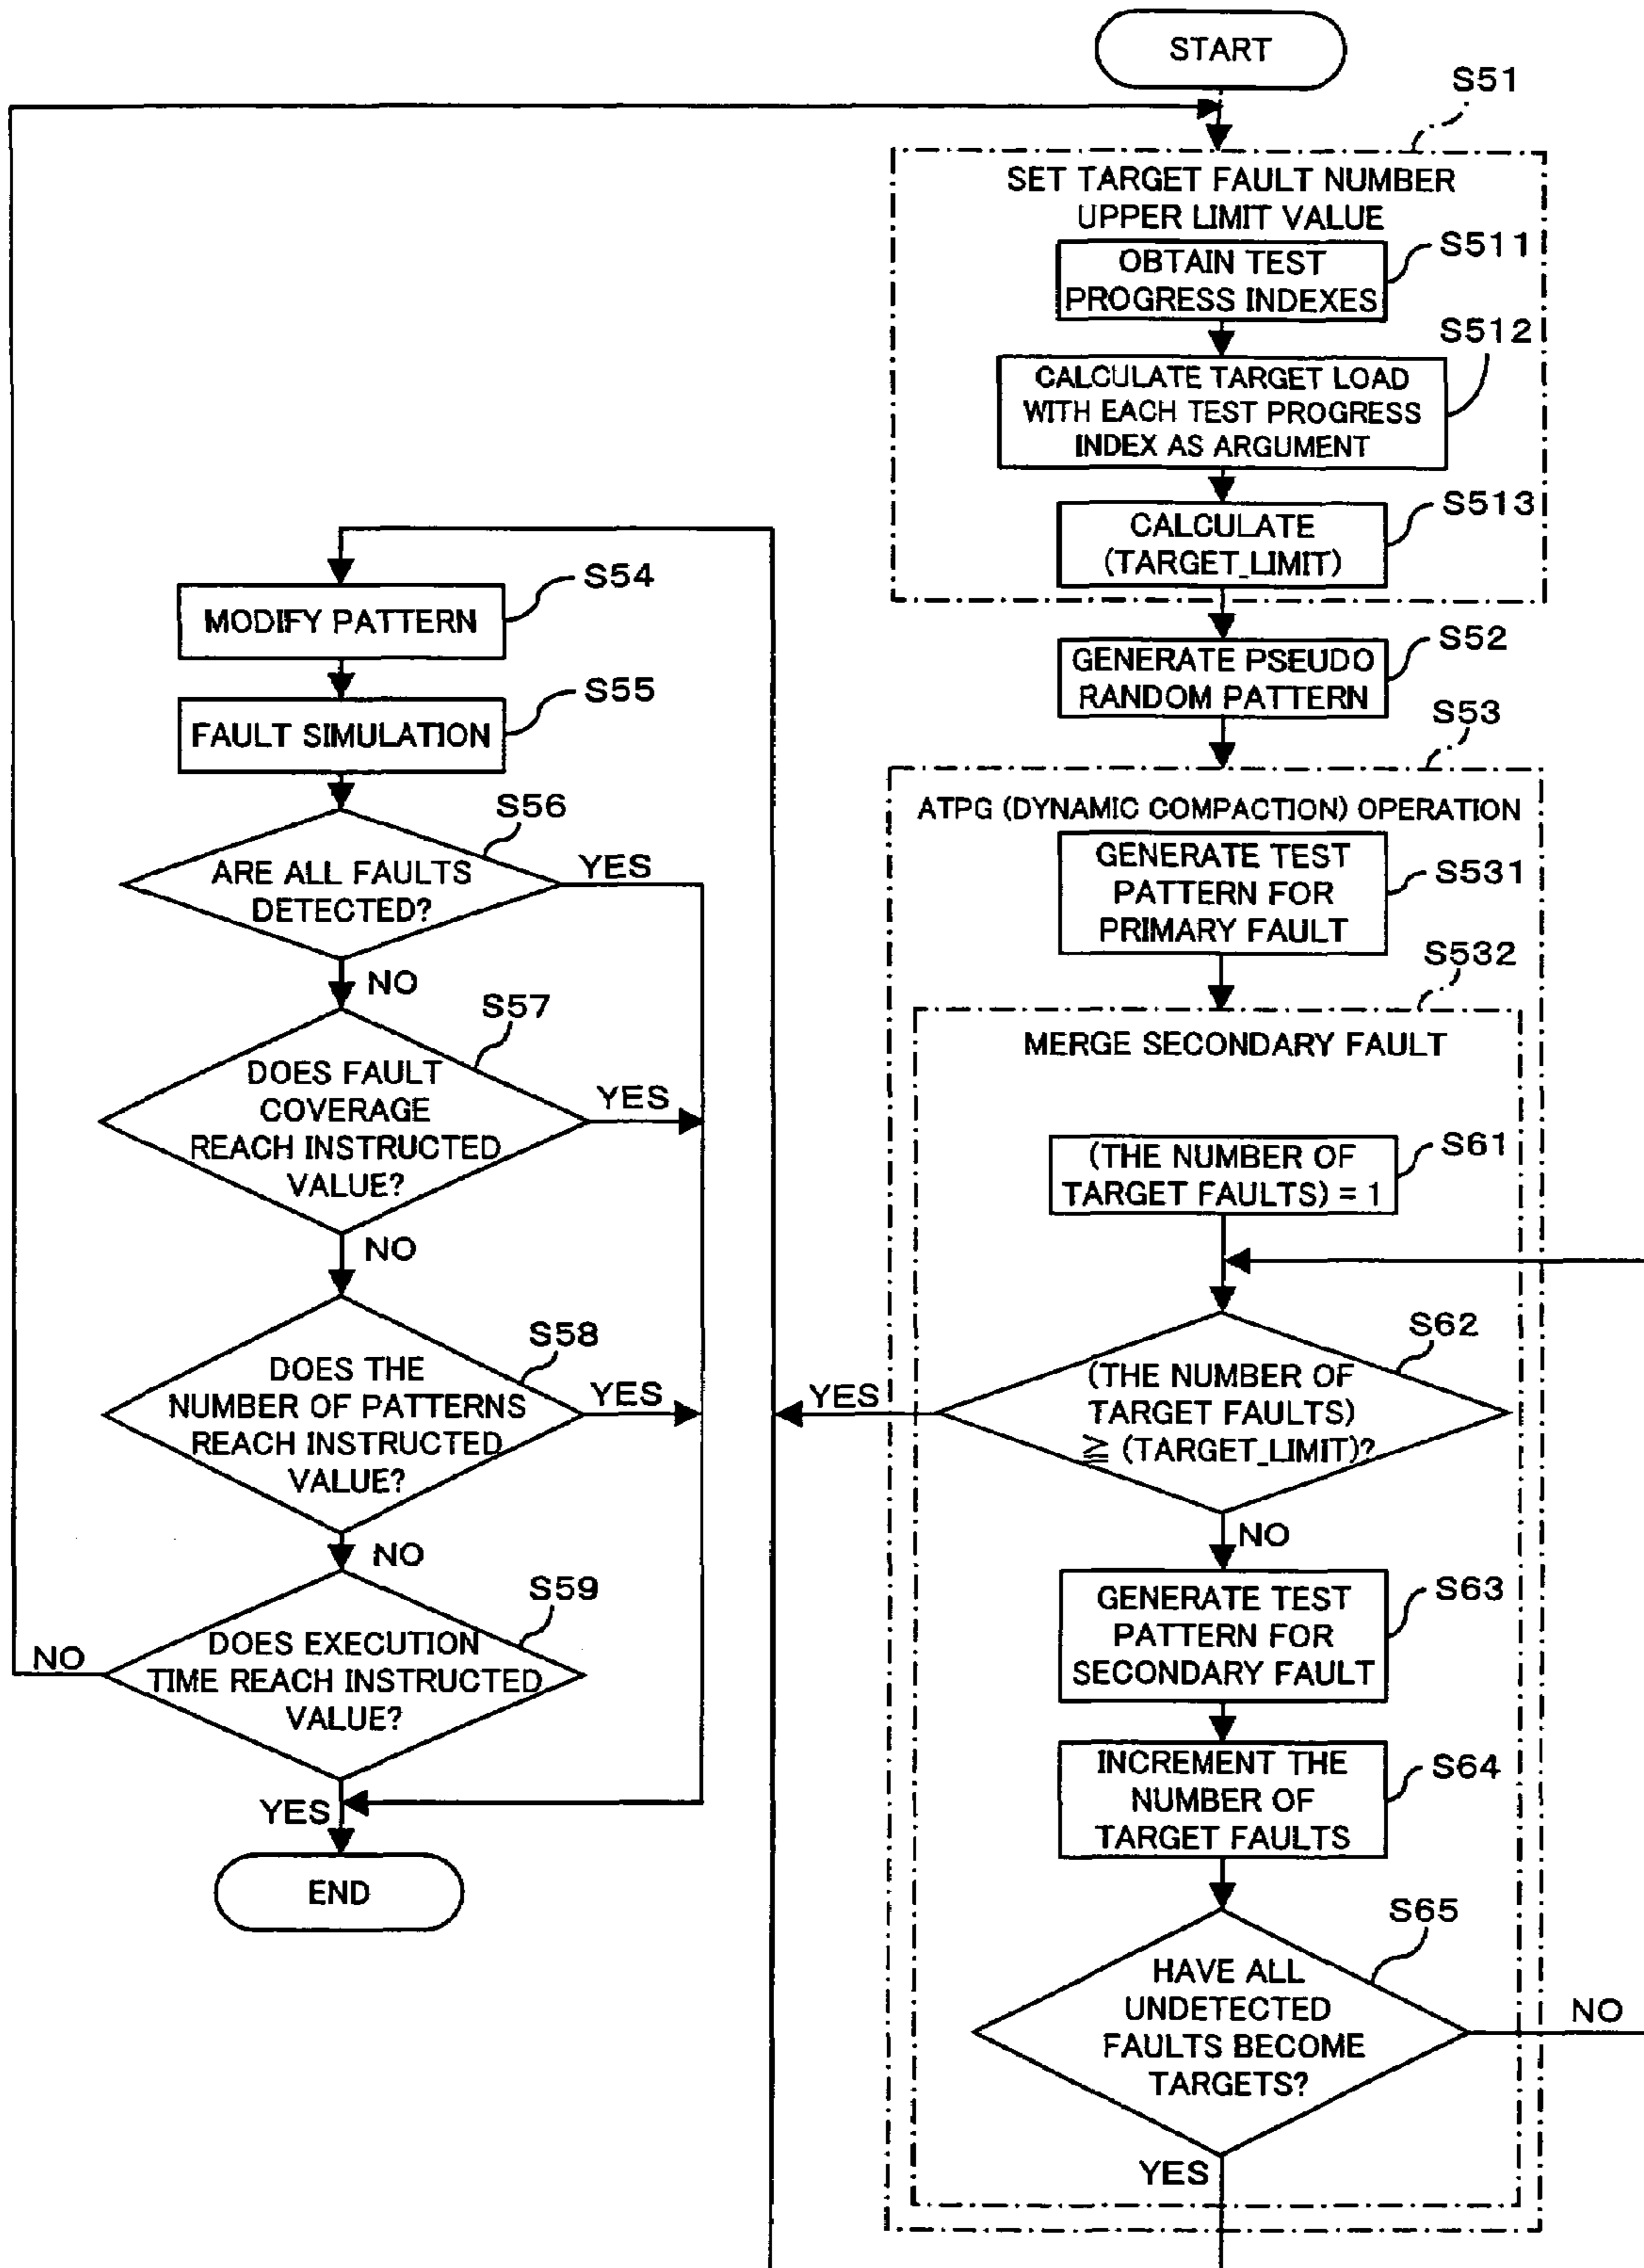 START
S51
SET TARGET FAULT NUMBER
UPPER LIMIT VALUE
S511
OBTAIN TEST
PROGRESS INDEXES
S512
CALCULATE TARGET LOAD
WITH EACH TEST PROGRESS
INDEX AS ARGUMENT
S513
CALCULATE
(TARGET_LIMIT)
S52
GENERATE PSEUDO
RANDOM PATTERN
S53
ATPG (DYNAMIC COMPACTION) OPERATION
GENERATE TEST
PATTERN FOR
PRIMARY FAULT
S531
S532
MERGE SECONDARY FAULT
(THE NUMBER OF
TARGET FAULTS) = 1
S61
S62
(THE NUMBER OF
TARGET FAULTS)
≧ (TARGET_LIMIT)?
YES
NO
GENERATE TEST
PATTERN FOR
SECONDARY FAULT
S63
INCREMENT THE
NUMBER OF
TARGET FAULTS
S64
S65
HAVE ALL
UNDETECTED
FAULTS BECOME
TARGETS?
NO
YES
S54
MODIFY PATTERN
S55
FAULT SIMULATION
S56
ARE ALL FAULTS
DETECTED?
YES
NO
S57
DOES FAULT
COVERAGE
REACH INSTRUCTED
VALUE?
YES
NO
S58
DOES THE
NUMBER OF PATTERNS
REACH INSTRUCTED
VALUE?
YES
NO
S59
DOES EXECUTION
TIME REACH INSTRUCTED
VALUE?
NO
YES
END